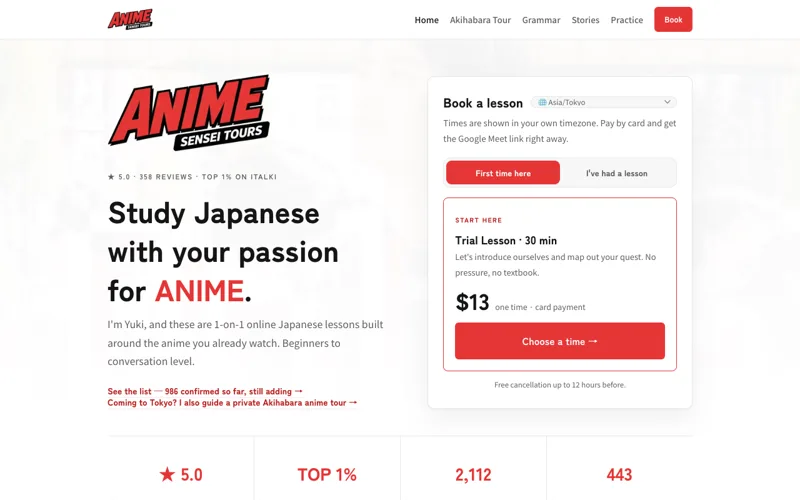 ANIME
SENSEI TOURS
Home
Akihabara Tour
Grammar
Stories
Practice
Book
ANIME
SENSEI TOURS
★ 5.0 · 358 REVIEWS · TOP 1% ON ITALKI
Study Japanese
with your passion
for ANIME.
I'm Yuki, and these are 1-on-1 online Japanese lessons built
around the anime you already watch. Beginners to
conversation level.
See the list — 986 confirmed so far, still adding →
Coming to Tokyo? I also guide a private Akihabara anime tour →
Book a lesson
Asia/Tokyo
Times are shown in your own timezone. Pay by card and get
the Google Meet link right away.
First time here
I've had a lesson
START HERE
Trial Lesson · 30 min
Let's introduce ourselves and map out your quest. No
pressure, no textbook.
$13 one time · card payment
Choose a time →
Free cancellation up to 12 hours before.
★ 5.0
TOP 1%
2,112
443